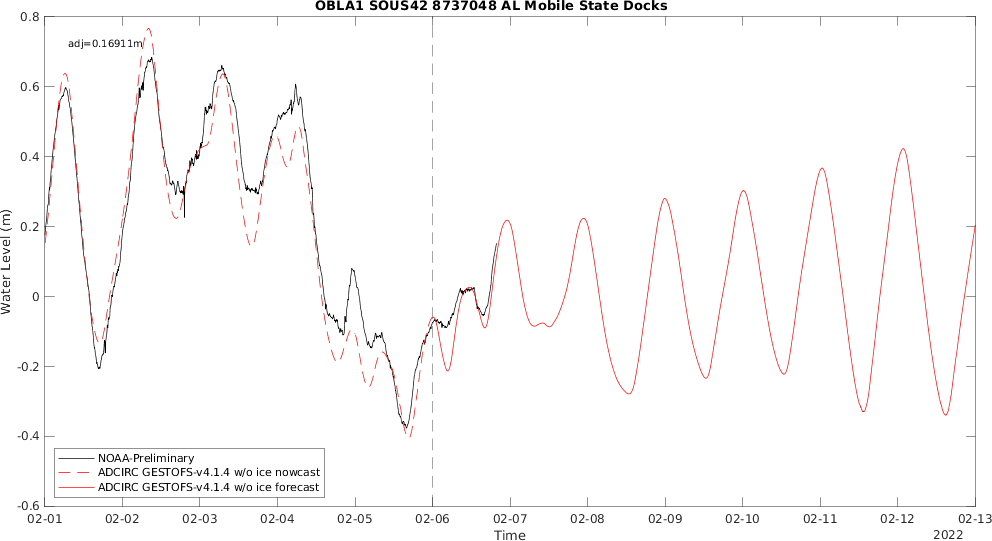 OBLA1 SOUS42 8737048 AL Mobile State Docks
0.8
adj=0.16911m
0.6
0.4
0.2
0
-0.2
-0.4
-0.6
Water Level (m)
NOAA-Preliminary
ADCIRC GESTOFS-v4.1.4 w/o ice nowcast
ADCIRC GESTOFS-v4.1.4 w/o ice forecast
02-01 02-02 02-03 02-04 02-05 02-06 02-07 02-08 02-09 02-10 02-11 02-12 02-13
Time
2022